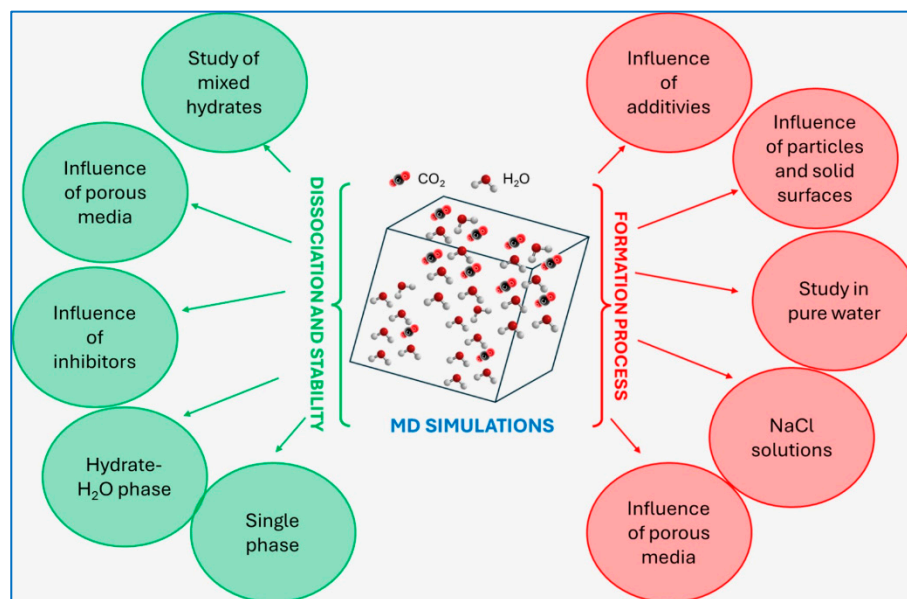 Study of
mixed
hydrates
Influence
of porous
media
Influence
of
inhibitors
Hydrate-
H₂O phase
Single
phase
DISSOCIATION AND STABILITY
CO₂
H₂O
MD SIMULATIONS
FORMATION PROCESS
Influence
of
additivies
Influence
of particles
and solid
surfaces
Study in
pure water
NaCl
solutions
Influence
of porous
media